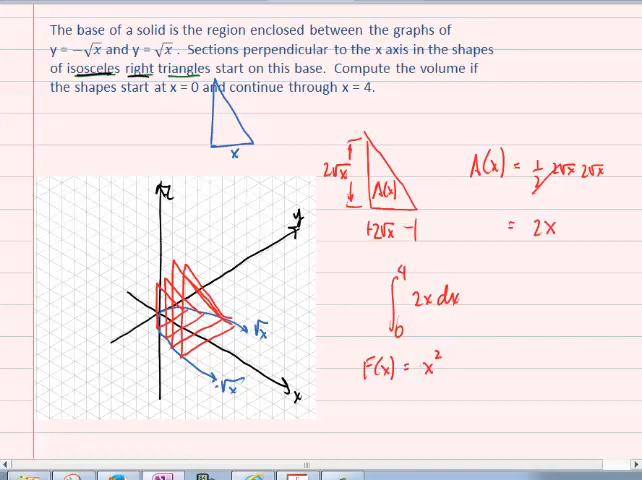 The base of a solid is the region enclosed between the graphs of
y = −√x and y = √x . Sections perpendicular to the x axis in the shapes
of isosceles right triangles start on this base. Compute the volume if
the shapes start at x = 0 and continue through x = 4.
x
2√x
A(x)
2√x
A(x) = 1/2 2√x 2√x
= 2x
z
y
√x
-√x
x
∫₀⁴ 2x dx
F(x) = x²